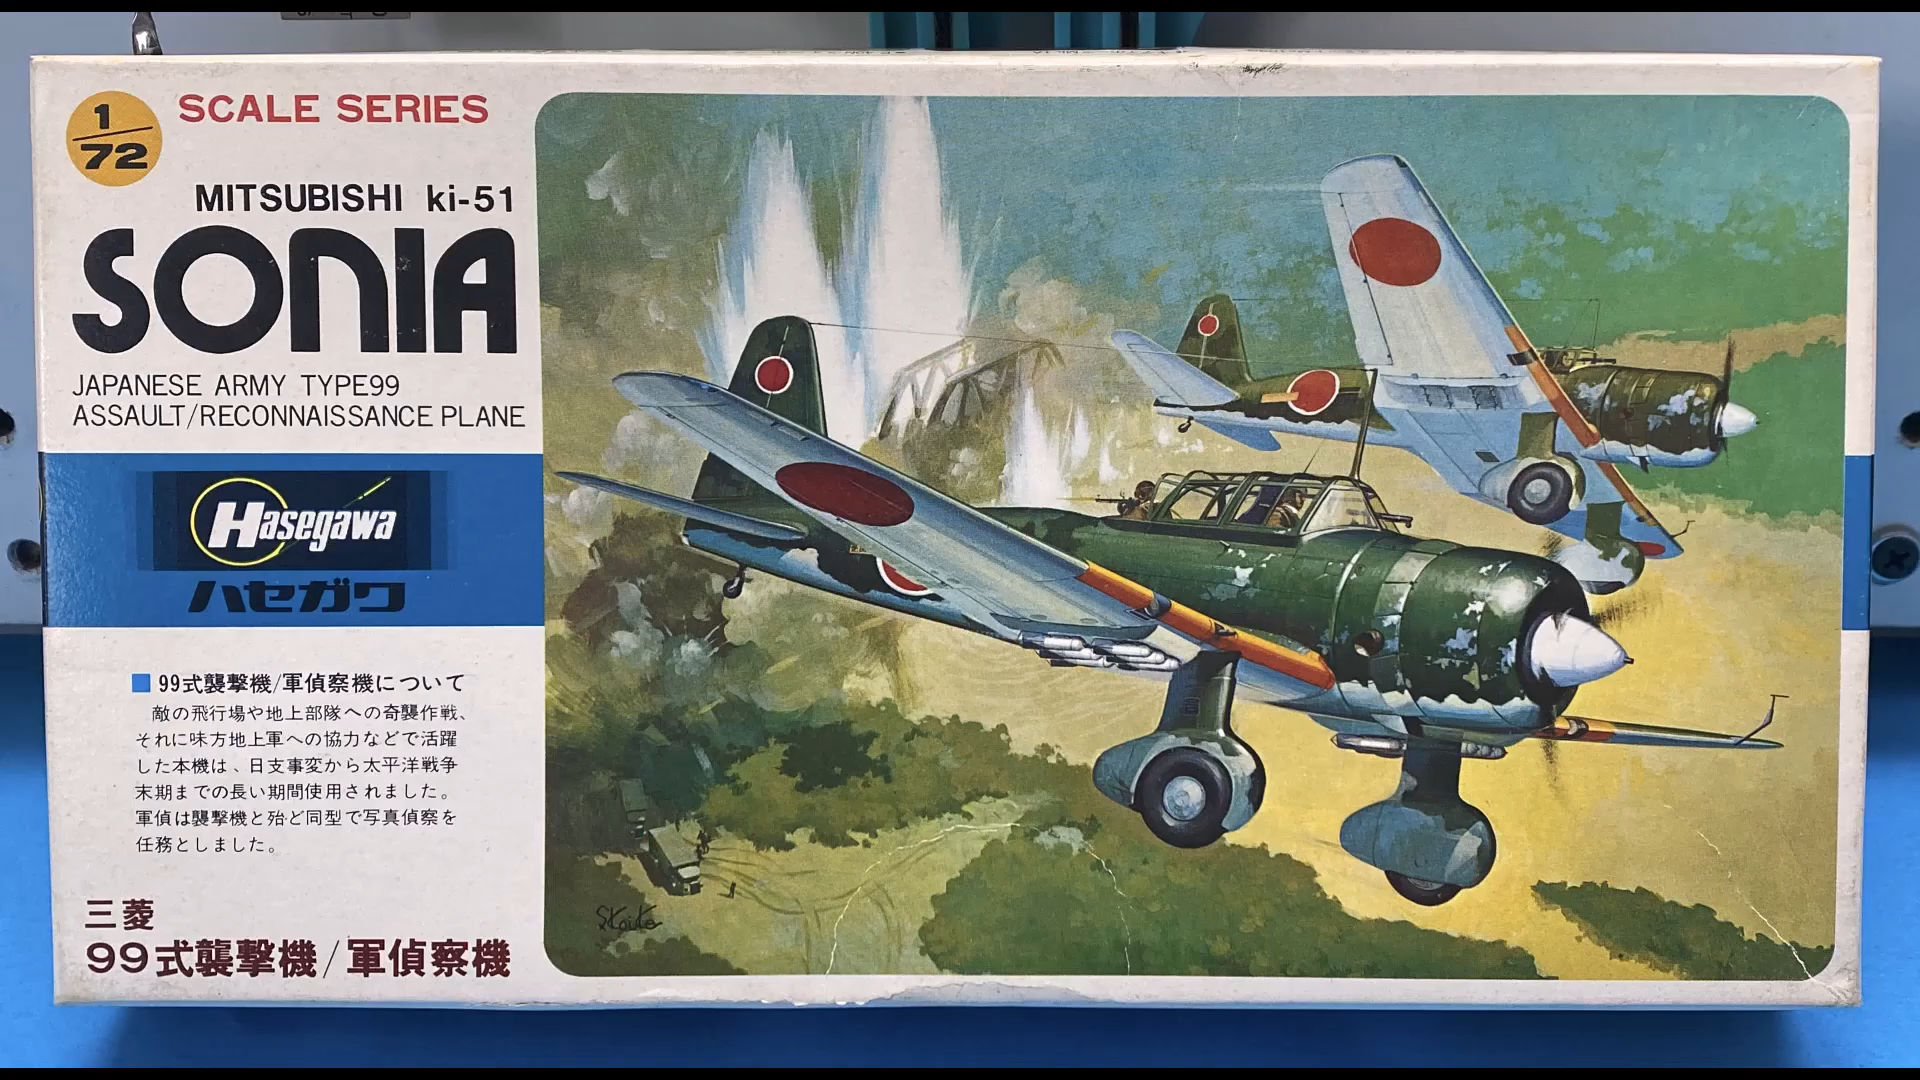 1/72
SCALE SERIES
MITSUBISHI ki-51
SONIA
JAPANESE ARMY TYPE99
ASSAULT/RECONNAISSANCE PLANE
Hasegawa
ハセガワ
■ 99式襲撃機/軍偵察機について
敵の飛行場や地上部隊への奇襲作戦、
それに味方地上軍への協力などで活躍
した本機は、日支事変から太平洋戦争
末期までの長い期間使用されました。
軍偵は襲撃機と殆ど同型で写真偵察を
任務としました。
三菱
99式襲撃機/軍偵察機
S.Koike